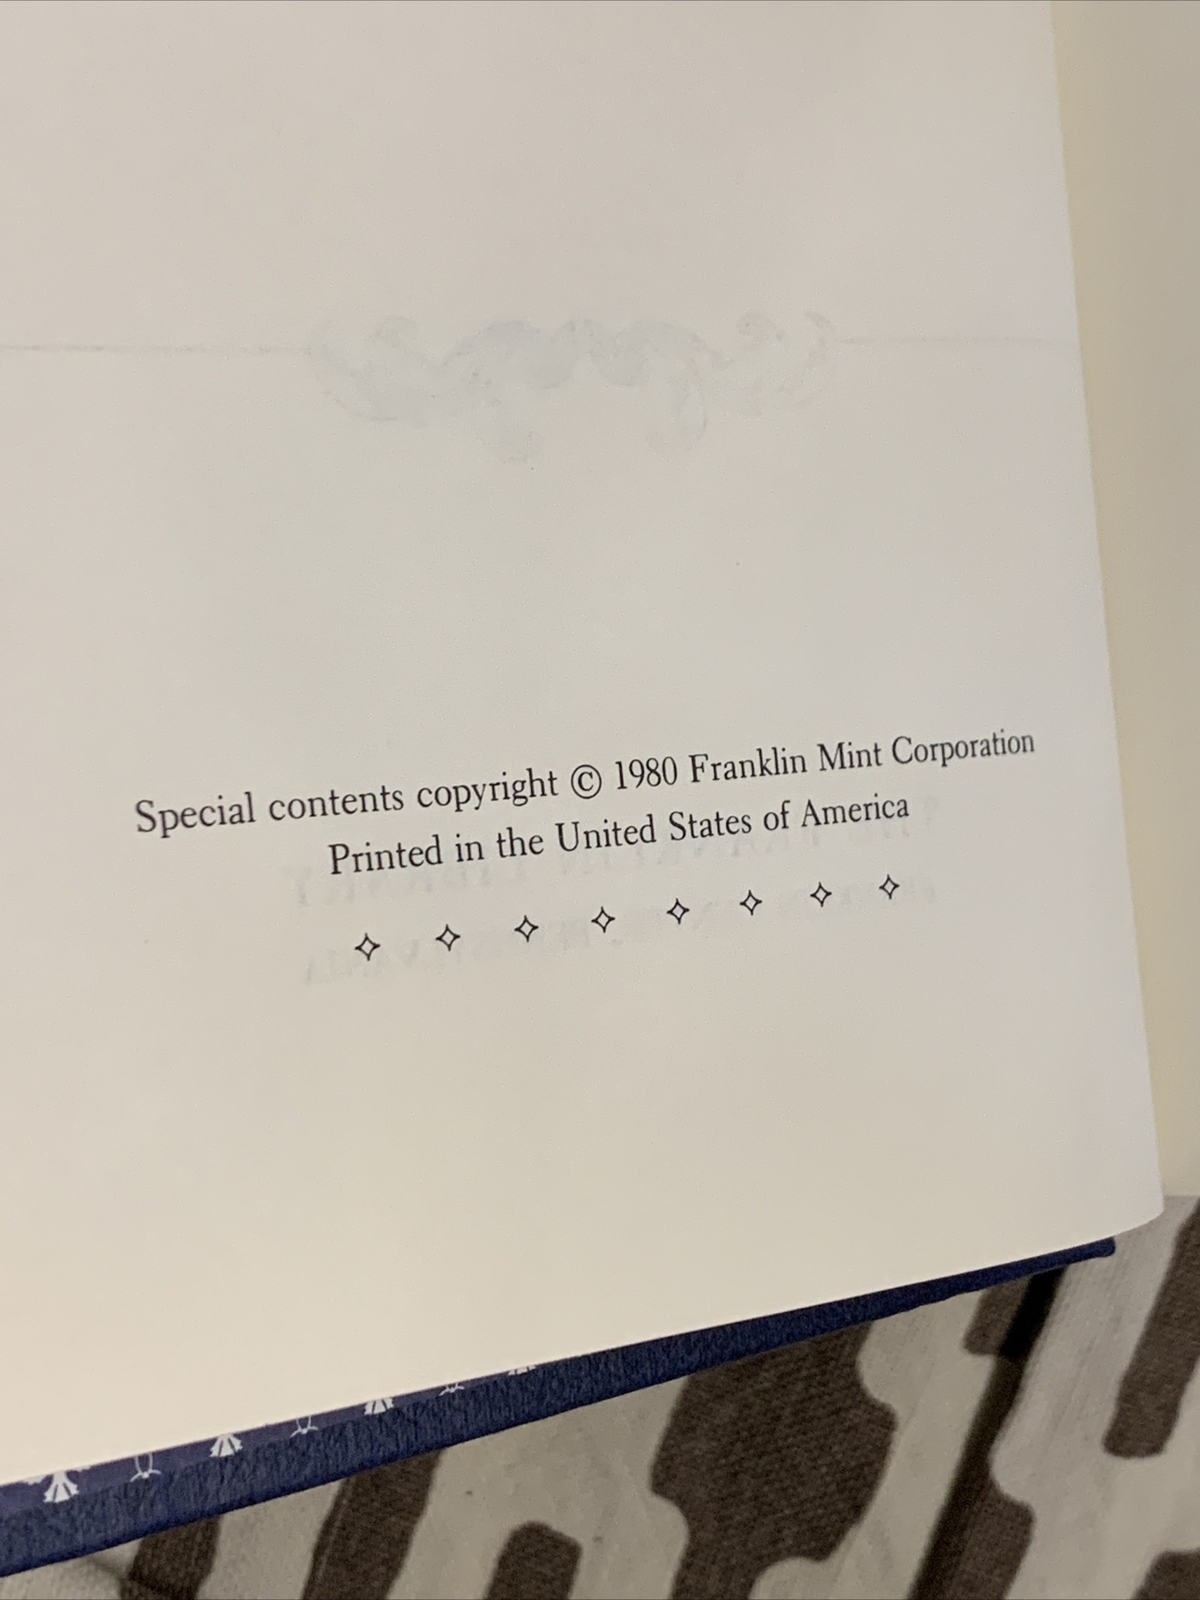 Special contents copyright © 1980 Franklin Mint Corporation
Printed in the United States of America